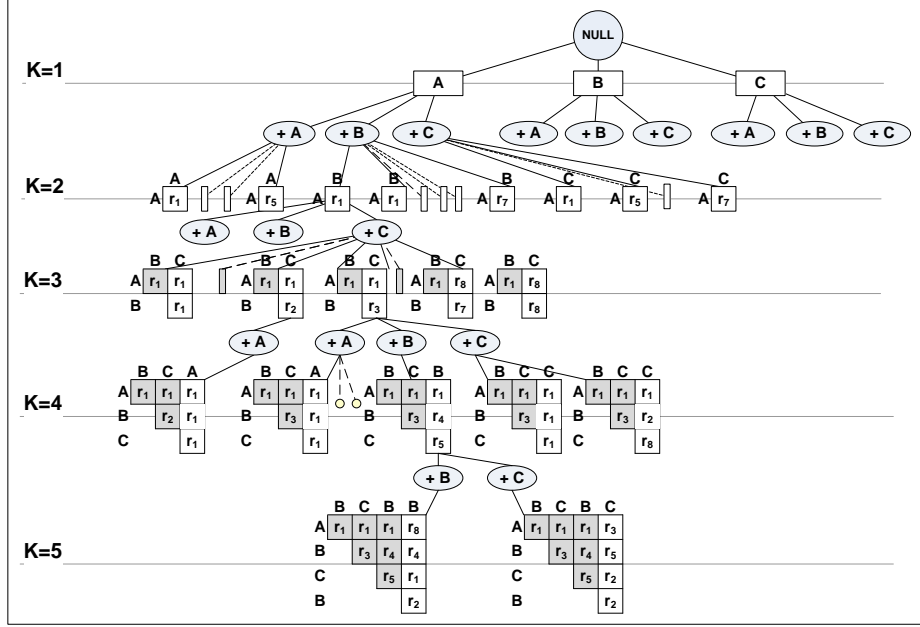 NULL
K=1
A B C
+ A + B + C + A + B + C + A + B + C
A A B B B C C C
K=2
A r1 A r5 A r1 A r1 A r7 A r1 A r5 A r7
+ A + B + C
B C B C B C B C B C
K=3
A r1 r1 A r1 r1 A r1 r1 A r1 r8 A r1 r8
B r1 B r2 B r3 B r7 B r8
+ A + A + B + C
B C A B C A B C B B C C B C C
A r1 r1 r1 A r1 r1 r1 A r1 r1 r1 A r1 r1 r1 A r1 r1 r1
K=4
B r2 r1 B r3 r1 B r3 r4 B r3 r1 B r3 r2
C r1 C r1 C r5 C r1 C r8
+ B + C
B C B B B C B C
A r1 r1 r1 r8 A r1 r1 r1 r3
K=5
B r3 r4 r4 B r3 r4 r5
C r5 r1 C r5 r2
B r2 B r2